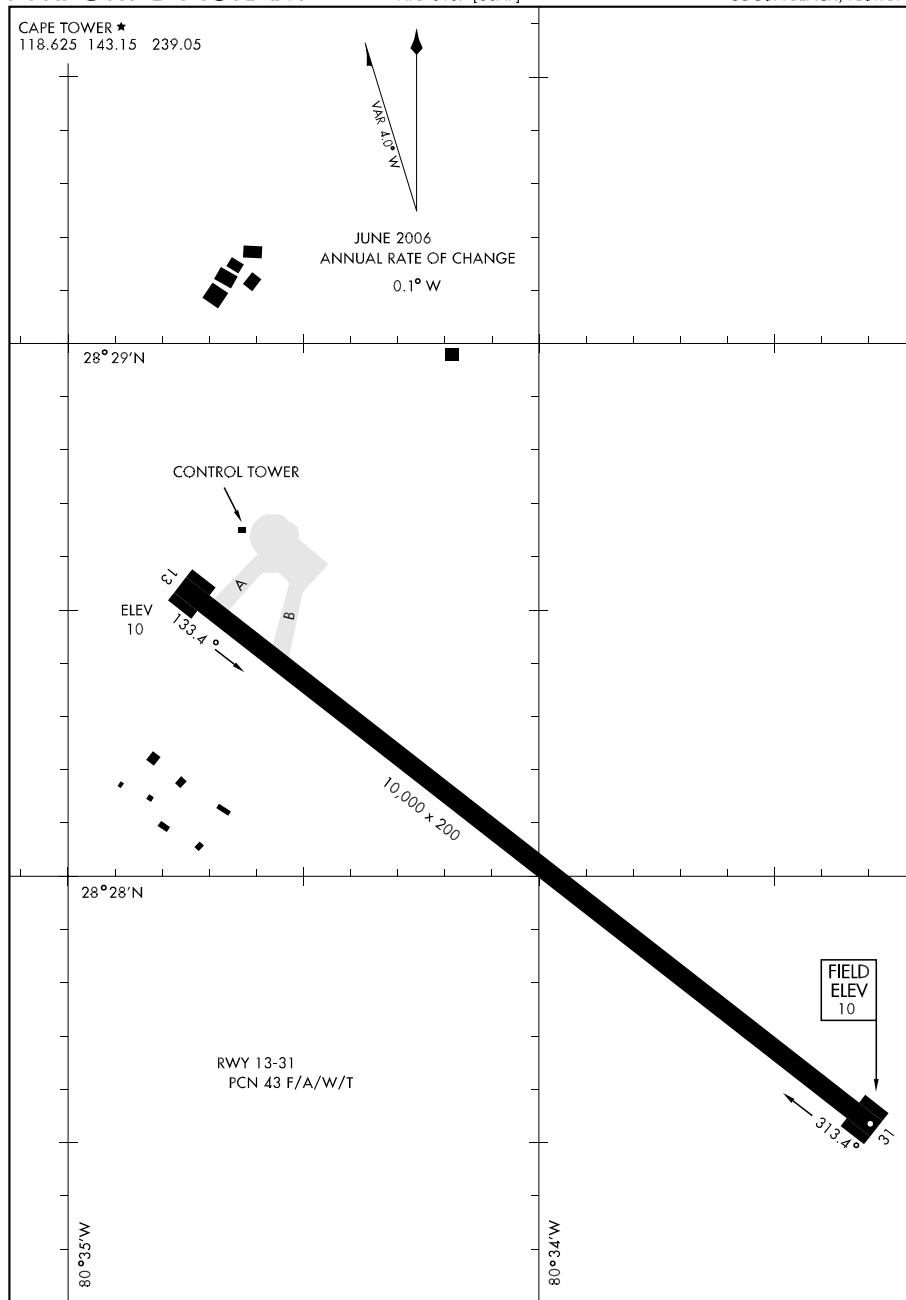 CAPE TOWER ★
118.625 143.15 239.05
VAR 4.0° W
JUNE 2006
ANNUAL RATE OF CHANGE
0.1° W
28° 29'N
CONTROL TOWER
A
B
13
ELEV
10
133.4°
10,000 x 200
28° 28'N
FIELD
ELEV
10
RWY 13-31
PCN 43 F/A/W/T
313.4°
31
80°35'W
80°34'W